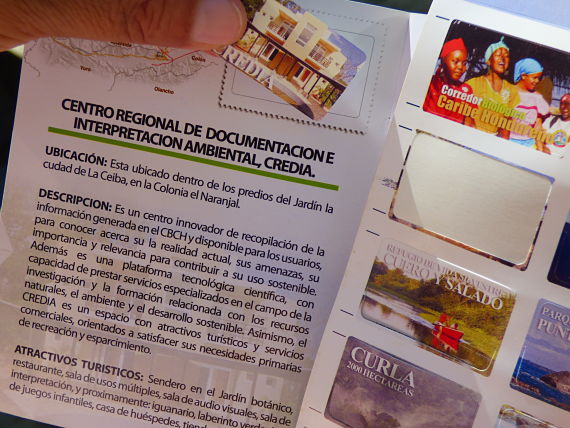 Yoro
Olancho
Colón
CREDIA
CENTRO REGIONAL DE DOCUMENTACION E
INTERPRETACION AMBIENTAL, CREDIA.
UBICACIÓN: Esta ubicado dentro de los predios del Jardín la
cuidad de La Ceiba, en la Colonia el Naranjal.
DESCRIPCION: Es un centro innovador de recopilación de la
información generada en el CBCH y disponible para los usuarios,
para conocer acerca su la realidad actual, sus amenazas, su
importancia y relevancia para contribuir a su uso sostenible.
Además es una plataforma tecnológica científica, con
capacidad de prestar servicios especializados en el campo de la
investigación y la formación relacionada con los recursos
naturales, el ambiente y el desarrollo sostenible. Asimismo, el
CREDIA es un espacio con atractivos turísticos y servicios
comerciales, orientados a satisfacer sus necesidades primarias
de recreación y esparcimiento.
ATRACTIVOS TURISTICOS: Sendero en el Jardín botánico,
restaurante, sala de usos múltiples, sala de audio visuales, sala de
interpretación, y proximamente: iguanario, laberinto verde,
de juegos infantiles, casa de huéspedes,
Corredor Biológico
Caribe Hondureño
REFUGIO DE VIDA SILVESTRE
CUERO Y SALADO
CURLA
2000 HECTAREAS
PARQUE
PUNT